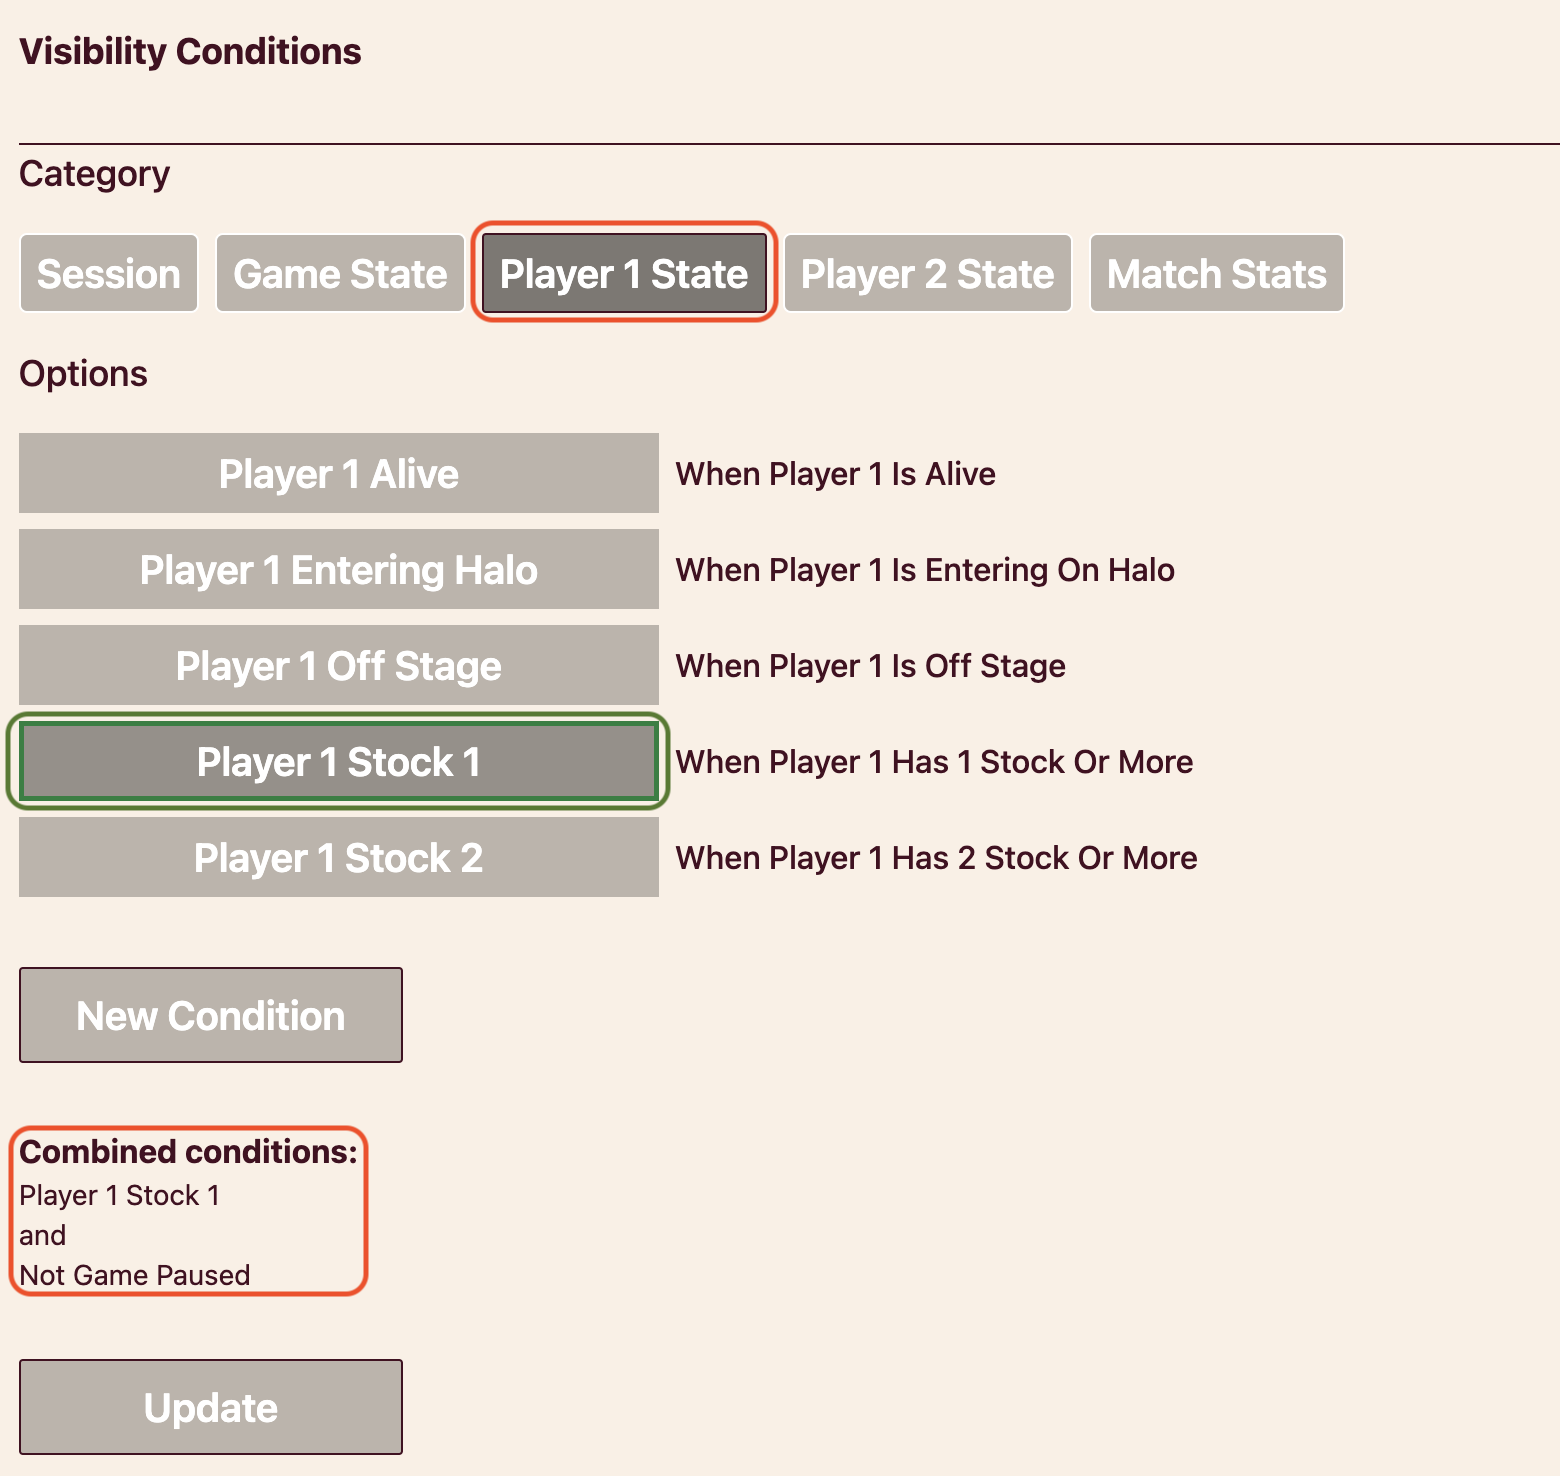 Visibility Conditions
Category
Session Game State Player 1 State Player 2 State Match Stats
Options
Player 1 Alive When Player 1 Is Alive
Player 1 Entering Halo When Player 1 Is Entering On Halo
Player 1 Off Stage When Player 1 Is Off Stage
Player 1 Stock 1 When Player 1 Has 1 Stock Or More
Player 1 Stock 2 When Player 1 Has 2 Stock Or More
New Condition
Combined conditions:
Player 1 Stock 1
and
Not Game Paused
Update